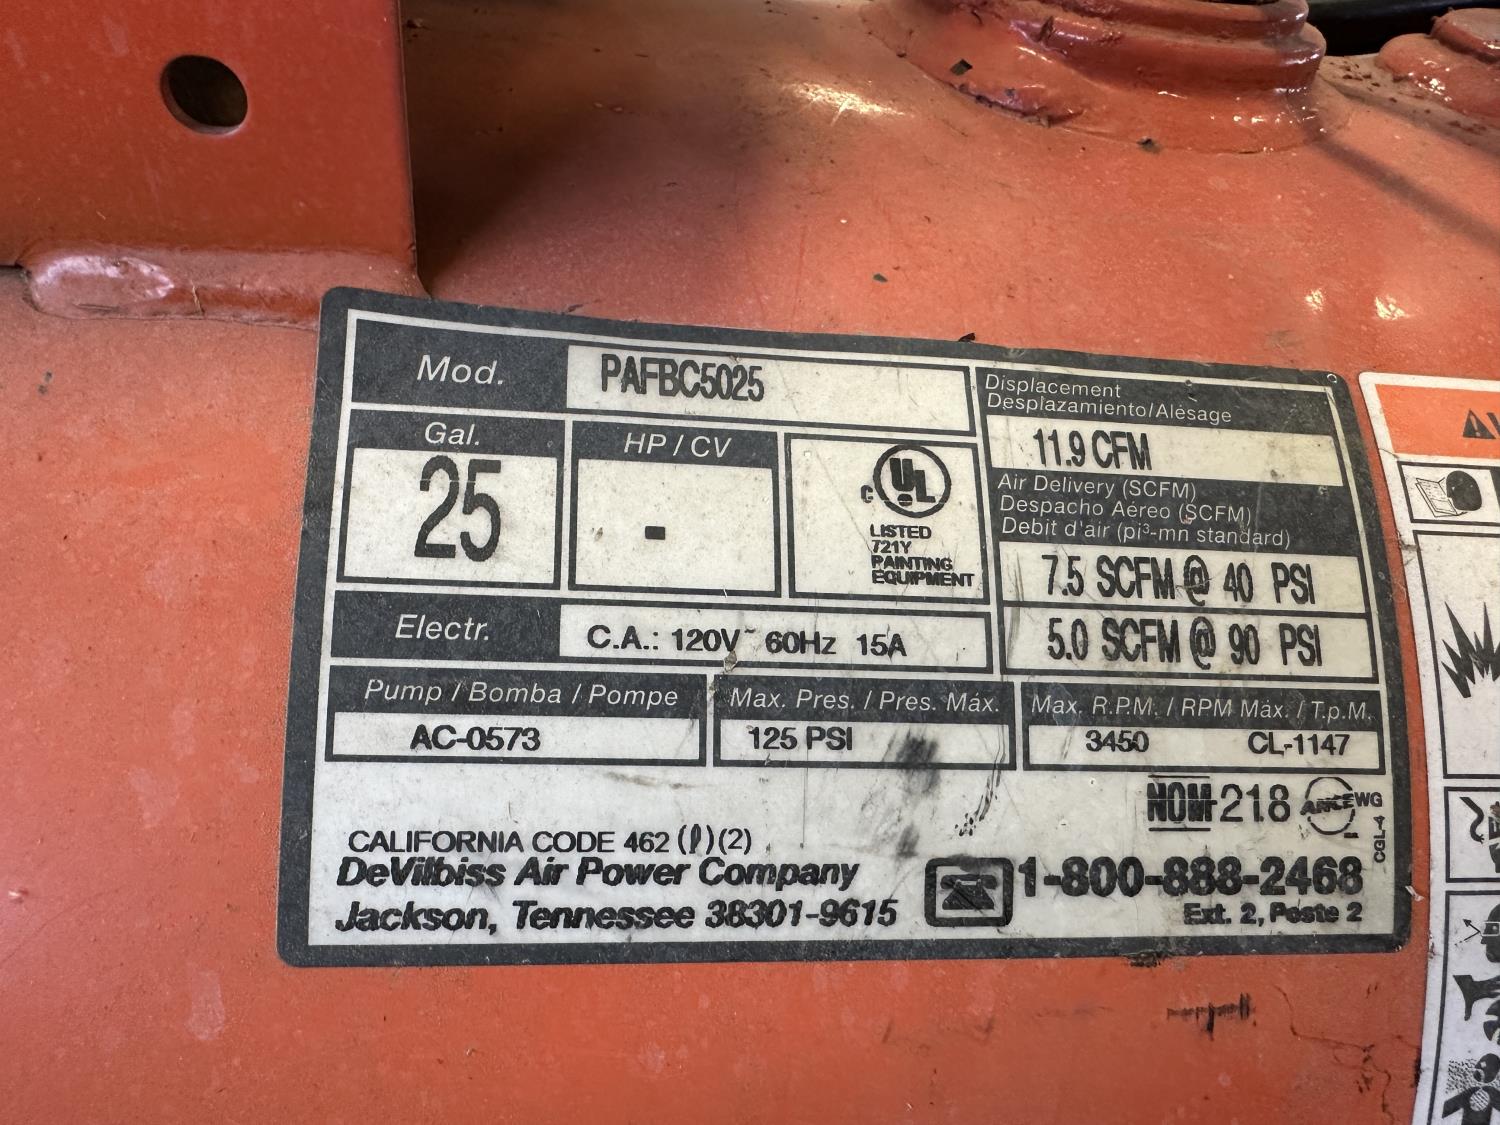 Mod. PAFBC5025
Gal.
25
HP / CV
-
C UL
LISTED
721Y
PAINTING
EQUIPMENT
Displacement
Desplazamiento/Alésage
11.9 CFM
Air Delivery (SCFM)
Despacho Aéreo (SCFM)
Debit d'air (pi³-mn standard)
7.5 SCFM @ 40 PSI
5.0 SCFM @ 90 PSI
Electr. C.A.: 120V~ 60Hz 15A
Pump / Bomba / Pompe
AC-0573
Max. Pres. / Pres. Máx.
125 PSI
Max. R.P.M. / RPM Máx. / T.p.M.
3450 CL-1147
NOM-218 ANCE WG
CGL-4
CALIFORNIA CODE 462 (ℓ)(2)
DeVilbiss Air Power Company
Jackson, Tennessee 38301-9615
1-800-888-2468
Ext. 2, Poste 2